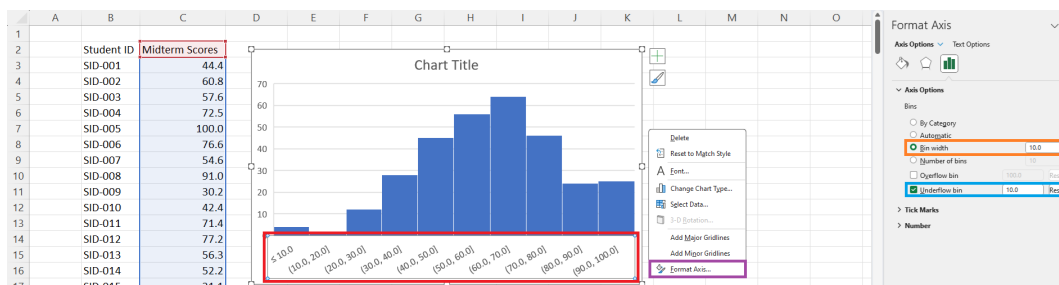 A B C D E F G H I J K L M N O
1
2 Student ID Midterm Scores
3 SID-001 44.4
4 SID-002 60.8
5 SID-003 57.6
6 SID-004 72.5
7 SID-005 100.0
8 SID-006 76.6
9 SID-007 54.6
10 SID-008 91.0
11 SID-009 30.2
12 SID-010 42.4
13 SID-011 71.4
14 SID-012 77.2
15 SID-013 56.3
16 SID-014 52.2
Chart Title
70
60
50
40
30
20
10
≤ 10.0
(10.0, 20.0]
(20.0, 30.0]
(30.0, 40.0]
(40.0, 50.0]
(50.0, 60.0]
(60.0, 70.0]
(70.0, 80.0]
(80.0, 90.0]
(90.0, 100.0]
Delete
Reset to Match Style
Font...
Change Chart Type...
Select Data...
3-D Rotation...
Add Major Gridlines
Add Minor Gridlines
Format Axis...
Format Axis
Axis Options Text Options
Axis Options
Bins
By Category
Automatic
Bin width 10.0
Number of bins 10
Overflow bin 100.0 Res
Underflow bin 10.0 Res
Tick Marks
Number